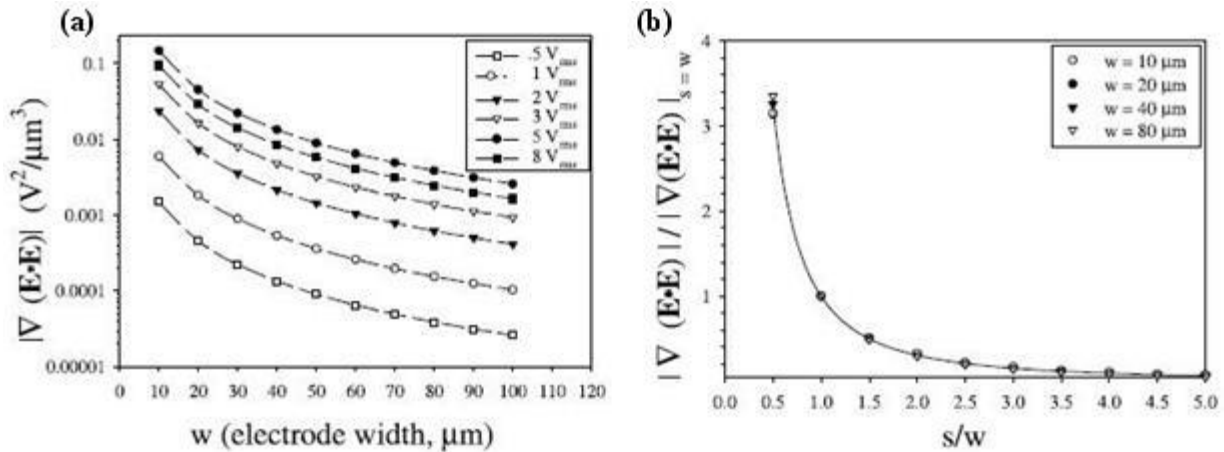 (a)
|∇ (E•E)| (V²/µm³)
0.1
0.01
0.001
0.0001
0.00001
.5 Vrms
1 Vrms
2 Vrms
3 Vrms
5 Vrms
8 Vrms
0 10 20 30 40 50 60 70 80 90 100 110 120
w (electrode width, µm)
(b)
| ∇ (E•E) | / | ∇(E•E) | s = w
4
3
2
1
w = 10 µm
w = 20 µm
w = 40 µm
w = 80 µm
0.0 0.5 1.0 1.5 2.0 2.5 3.0 3.5 4.0 4.5 5.0
s/w